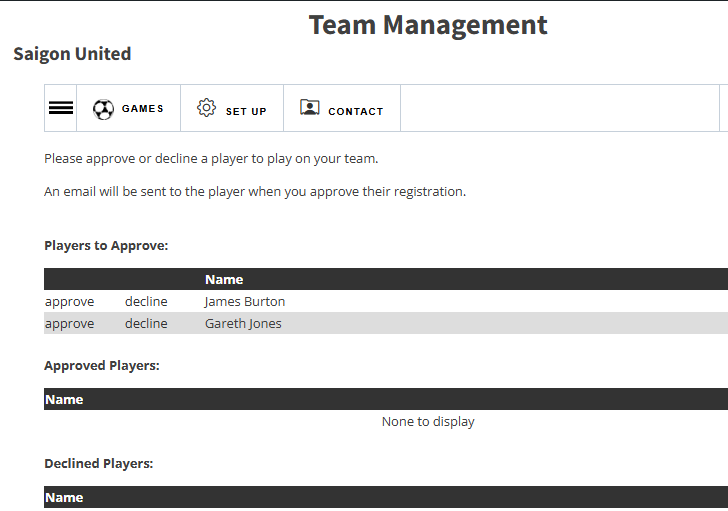 Team Management
Saigon United
GAMES SET UP CONTACT
Please approve or decline a player to play on your team.
An email will be sent to the player when you approve their registration.
Players to Approve:
Name
approve decline James Burton
approve decline Gareth Jones
Approved Players:
Name
None to display
Declined Players:
Name